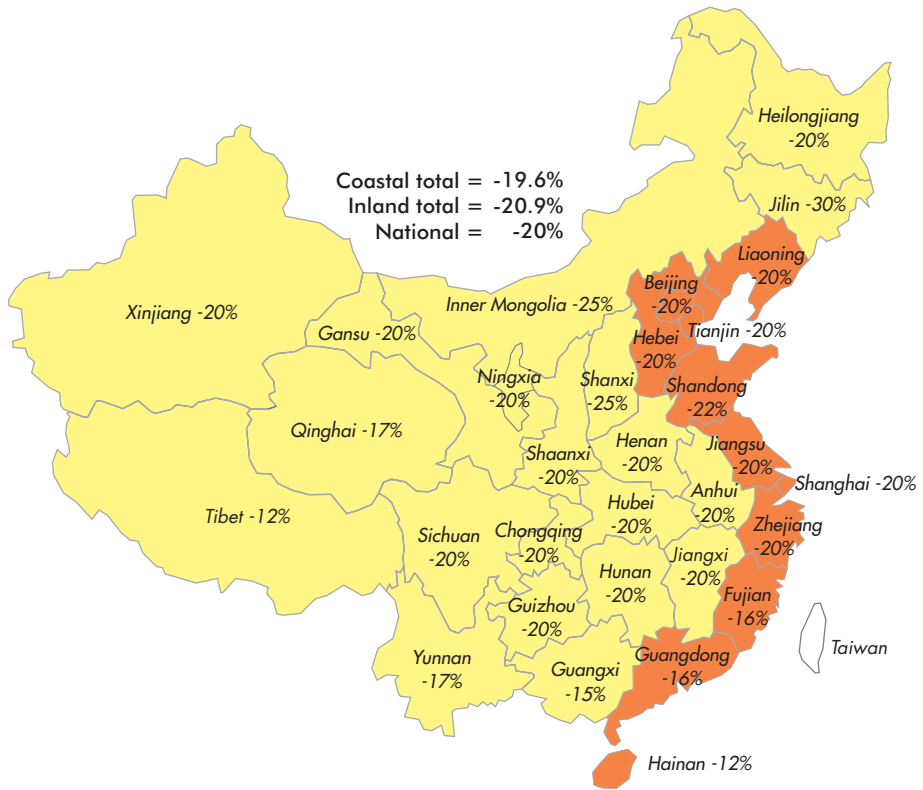 Heilongjiang
-20%
Coastal total = -19.6%
Inland total = -20.9%
National = -20%
Jilin -30%
Liaoning
-20%
Beijing
-20%
Inner Mongolia -25%
Xinjiang -20%
Gansu -20%
Tianjin -20%
Hebei
-20%
Ningxia
-20%
Shanxi
-25%
Shandong
-22%
Qinghai -17%
Henan
-20%
Jiangsu
-20%
Shaanxi
-20%
Shanghai -20%
Anhui
-20%
Tibet -12%
Hubei
-20%
Zhejiang
-20%
Sichuan
-20%
Chongqing
-20%
Jiangxi
-20%
Hunan
-20%
Fujian
-16%
Guizhou
-20%
Taiwan
Yunnan
-17%
Guangxi
-15%
Guangdong
-16%
Hainan -12%